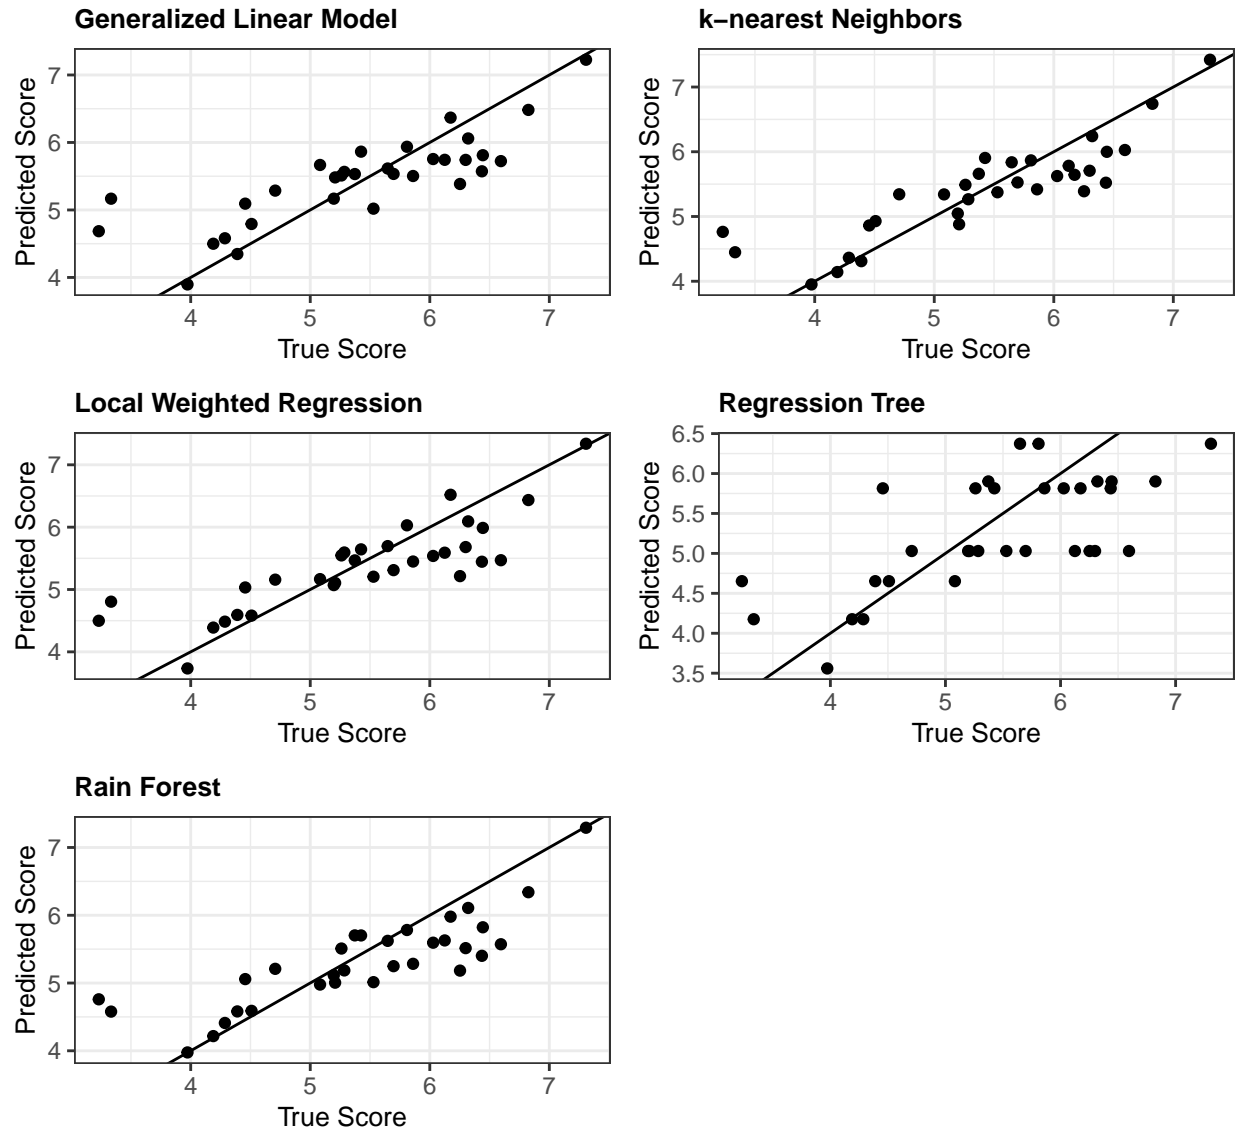 Generalized Linear Model
7
6
5
4
Predicted Score
4 5 6 7
True Score
k−nearest Neighbors
7
6
5
4
Predicted Score
4 5 6 7
True Score
Local Weighted Regression
7
6
5
4
Predicted Score
4 5 6 7
True Score
Regression Tree
6.5
6.0
5.5
5.0
4.5
4.0
3.5
Predicted Score
4 5 6 7
True Score
Rain Forest
7
6
5
4
Predicted Score
4 5 6 7
True Score